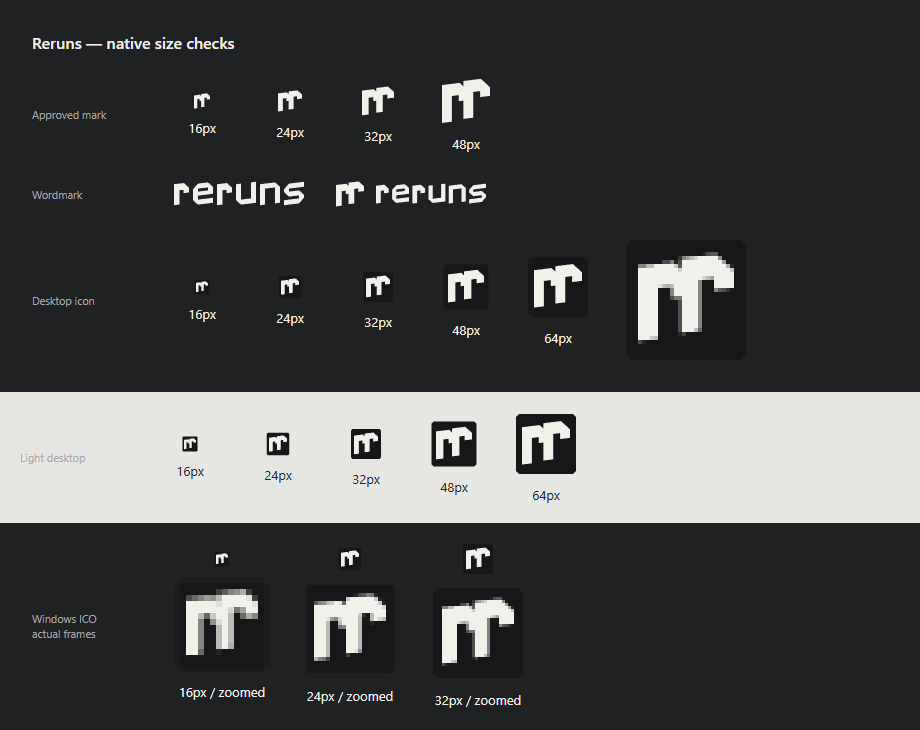 Reruns — native size checks
Approved mark
16px
24px
32px
48px
Wordmark
reruns
rr reruns
Desktop icon
16px
24px
32px
48px
64px
Light desktop
16px
24px
32px
48px
64px
Windows ICO
actual frames
16px / zoomed
24px / zoomed
32px / zoomed